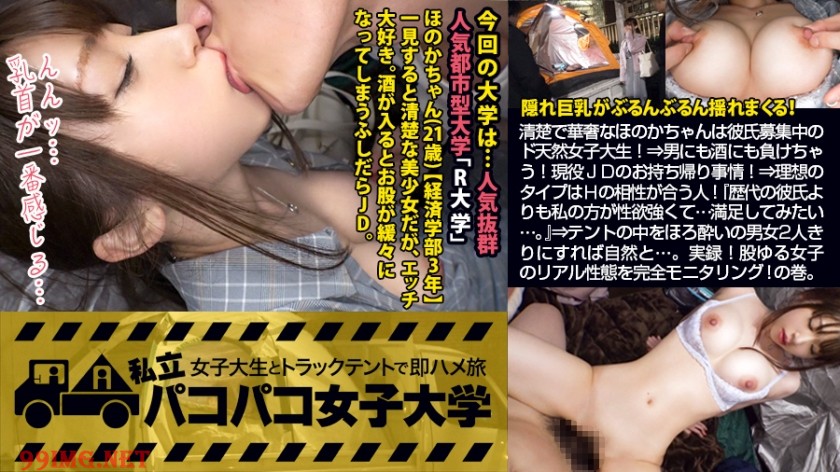 今回の大学は…人気抜群
人気都市型大学「R大学」
ほのかちゃん(21歳)【経済学部3年】
一見すると清楚な美少女だが、エッチ
大好き。酒が入るとお股が緩々に
なってしまうふしだらJD。
んんッ…
乳首が一番感じる…
隠れ巨乳がぶるんぶるん揺れまくる!
清楚で華奢なほのかちゃんは彼氏募集中の
ド天然女子大生!⇒男にも酒にも負けちゃ
う!現役JDのお持ち帰り事情!⇒理想の
タイプはHの相性が合う人!『歴代の彼氏
よりも私の方が性欲強くて…満足してみたい
…。』⇒テントの中をほろ酔いの男女2人き
りにすれば自然と…。実録!股ゆる女子
のリアル性態を完全モニタリング!の巻。
女子大生とトラックテントで即ハメ旅
私立
パコパコ女子大学
99IMG.NET